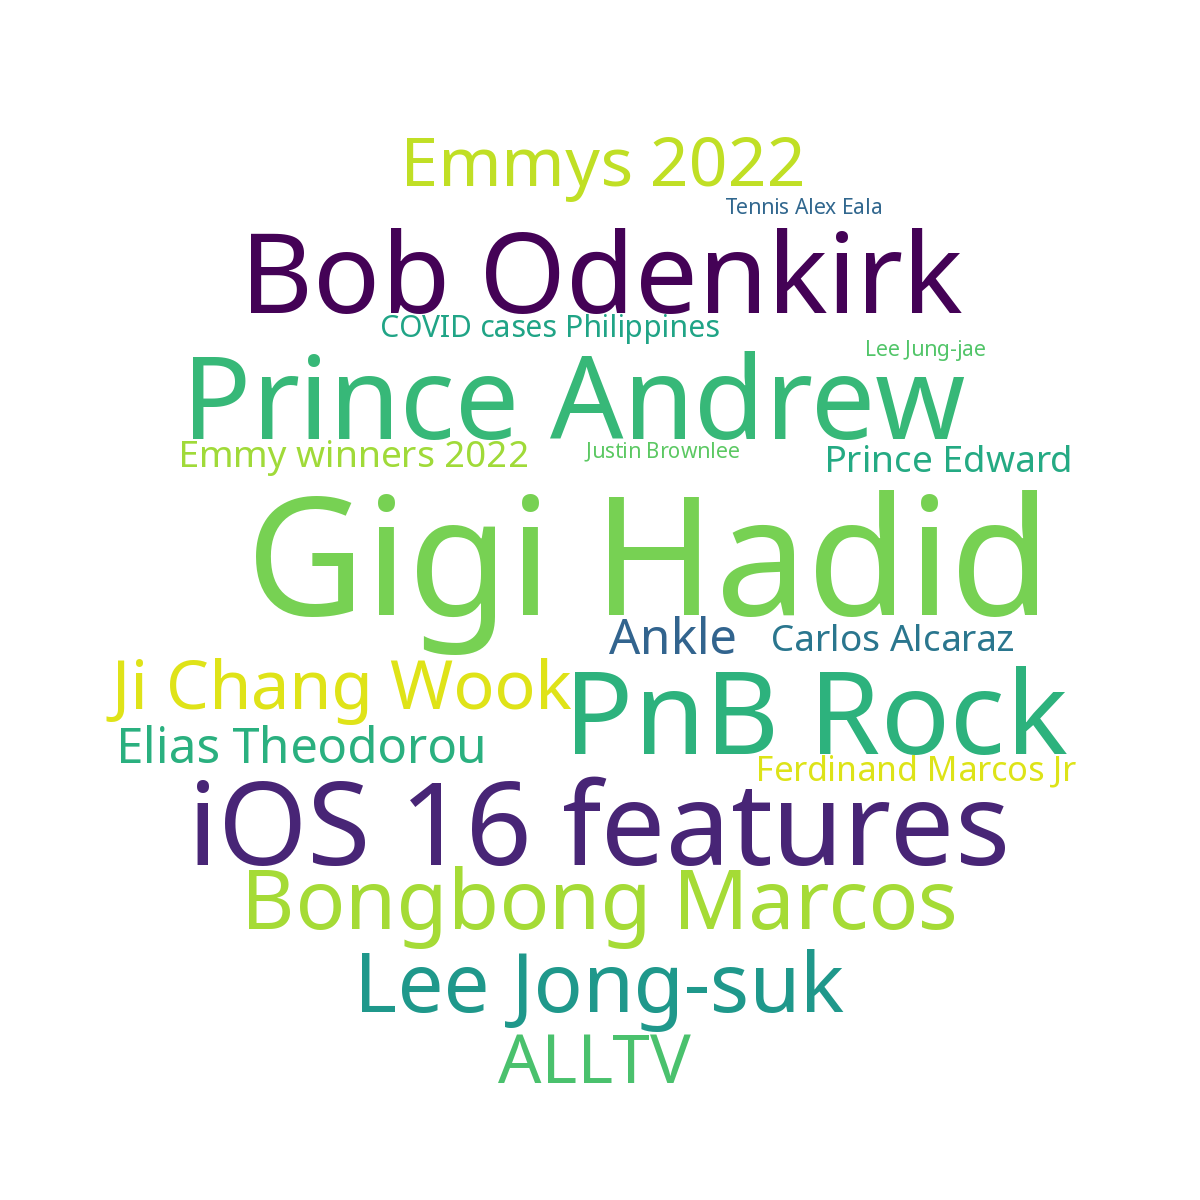 Emmys 2022
Tennis Alex Eala
Bob Odenkirk
COVID cases Philippines
Lee Jung-jae
Prince Andrew
Emmy winners 2022
Justin Brownlee
Prince Edward
Gigi Hadid
Ankle
Carlos Alcaraz
Ji Chang Wook
PnB Rock
Elias Theodorou
Ferdinand Marcos Jr
iOS 16 features
Bongbong Marcos
Lee Jong-suk
ALLTV